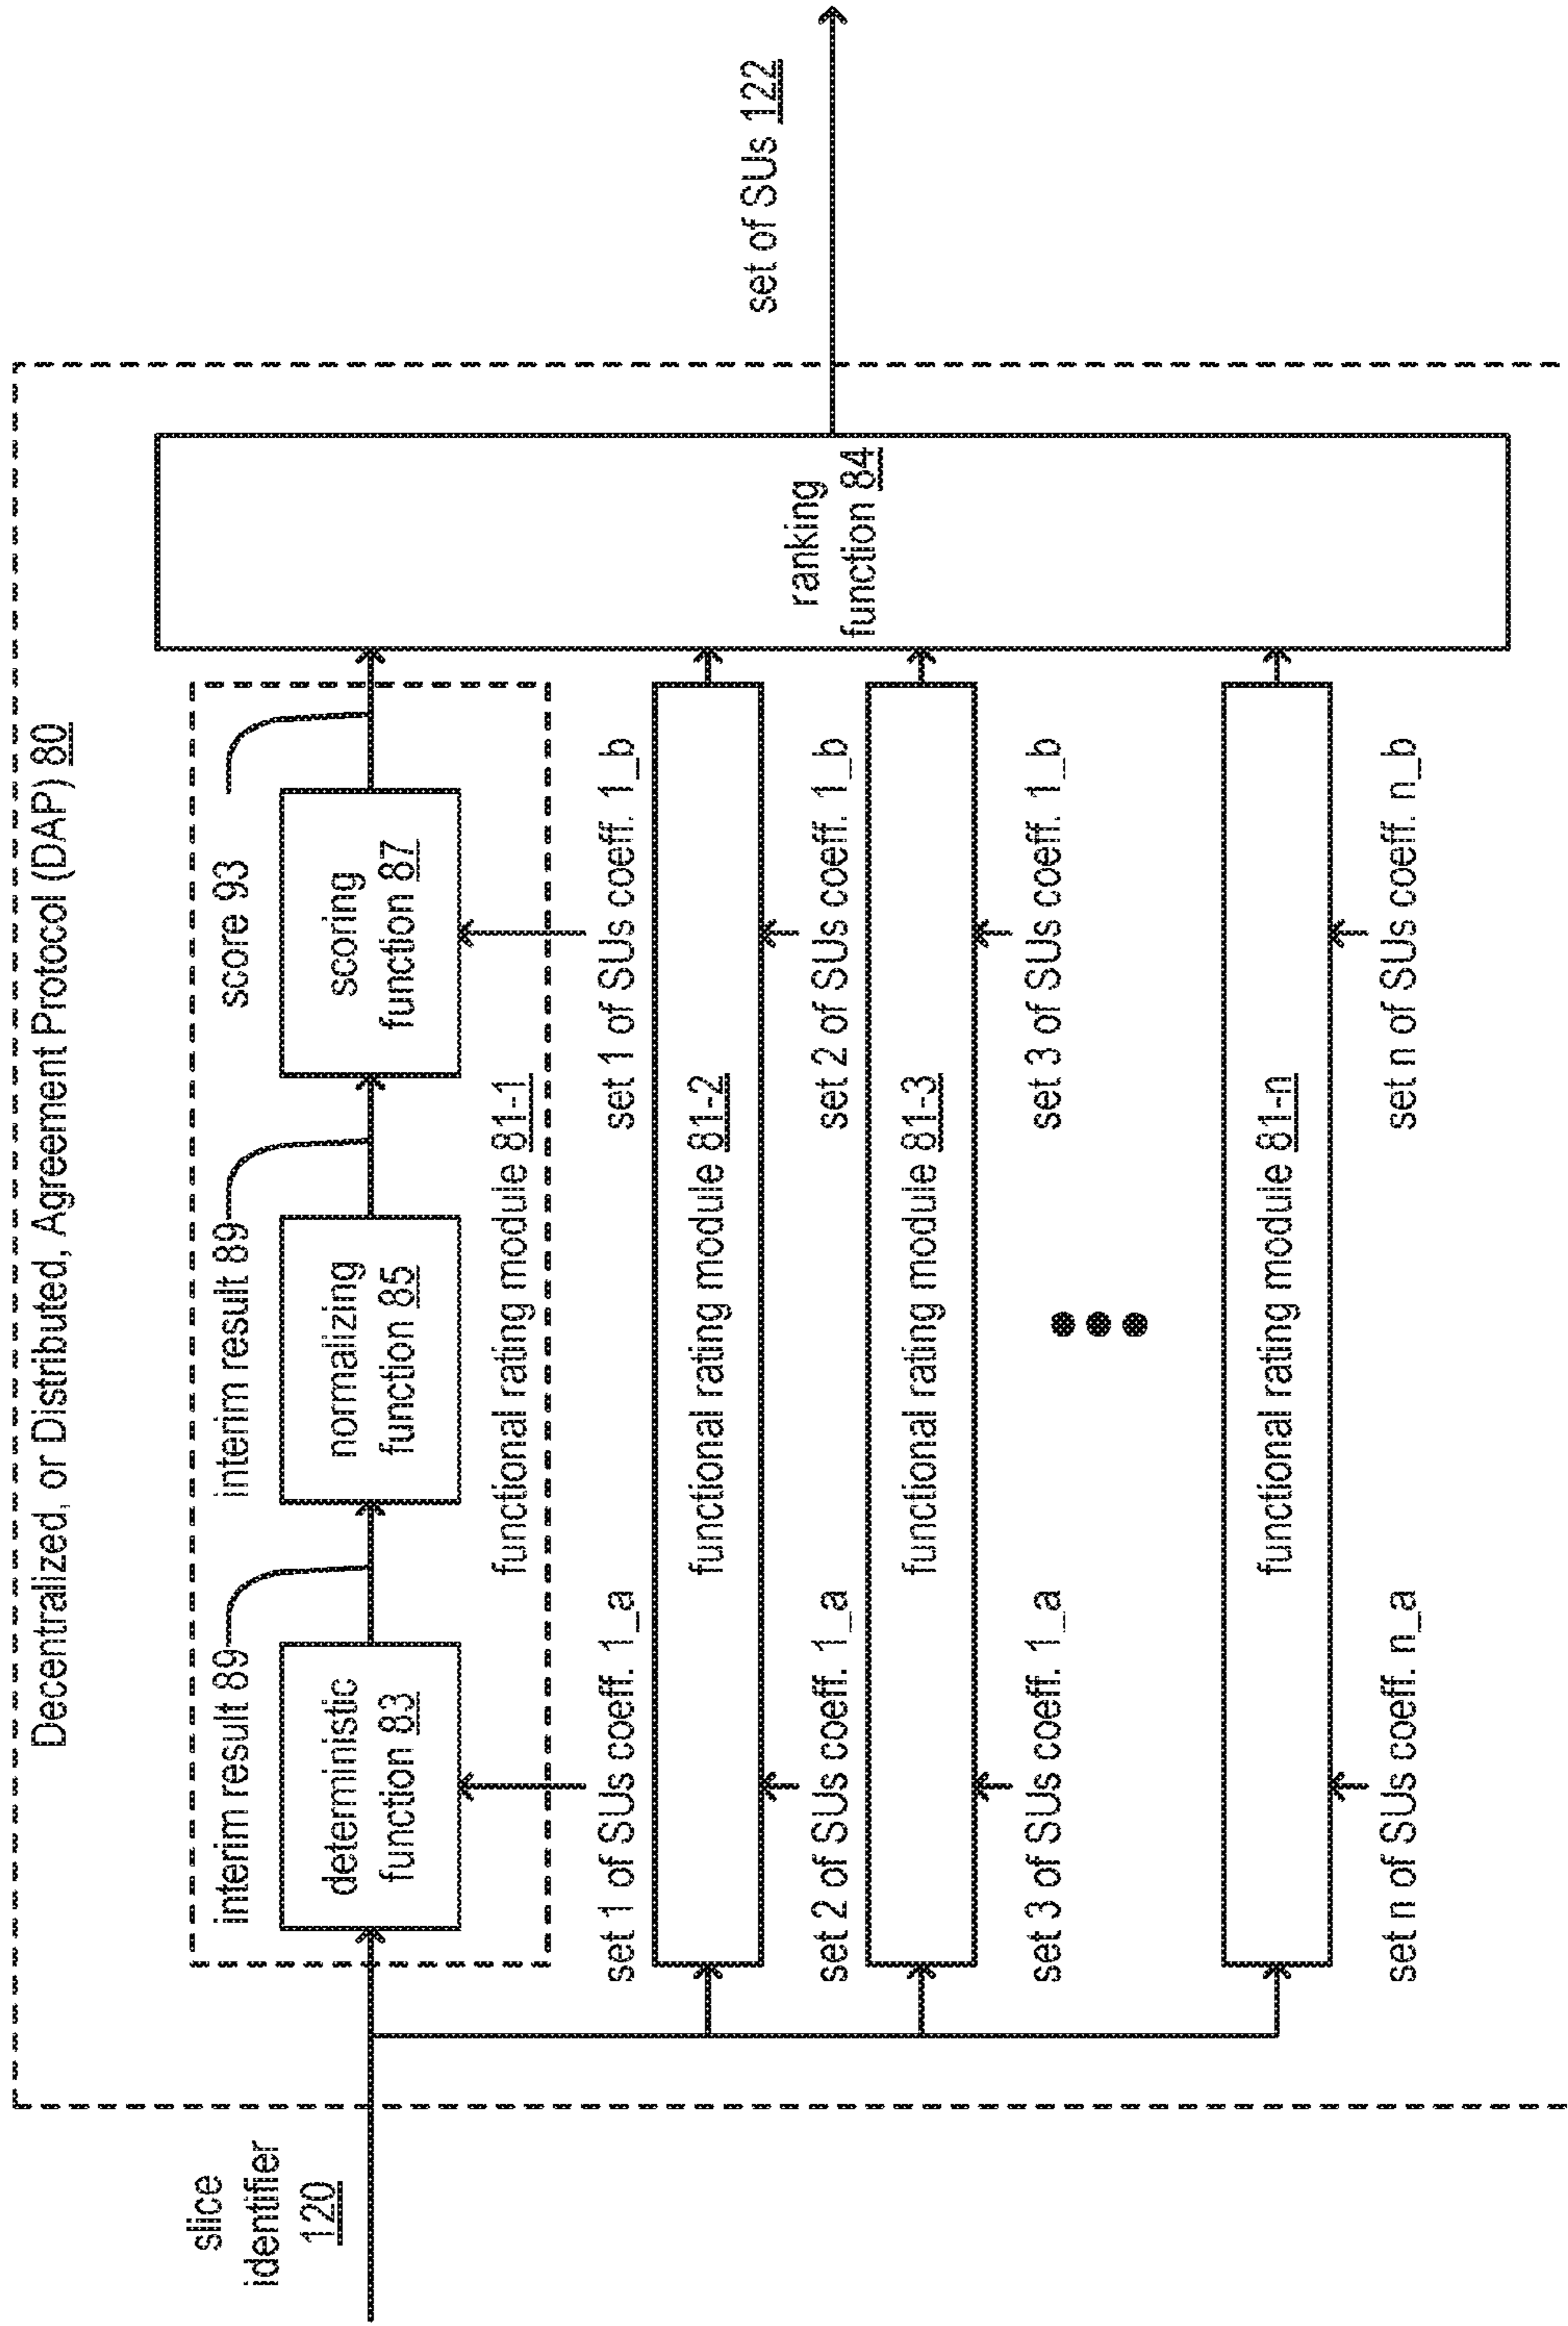 Decentralized, or Distributed, Agreement Protocol (DAP) 80
slice
identifier
120
interim result 89
interim result 89
score 93
deterministic
function 83
normalizing
function 85
scoring
function 87
functional rating module 81-1
set 1 of SUs coeff. 1_a
set 1 of SUs coeff. 1_b
functional rating module 81-2
set 2 of SUs coeff. 1_a
set 2 of SUs coeff. 1_b
functional rating module 81-3
set 3 of SUs coeff. 1_a
set 3 of SUs coeff. 1_b
functional rating module 81-n
set n of SUs coeff. n_a
set n of SUs coeff. n_b
ranking
function 84
set of SUs 122